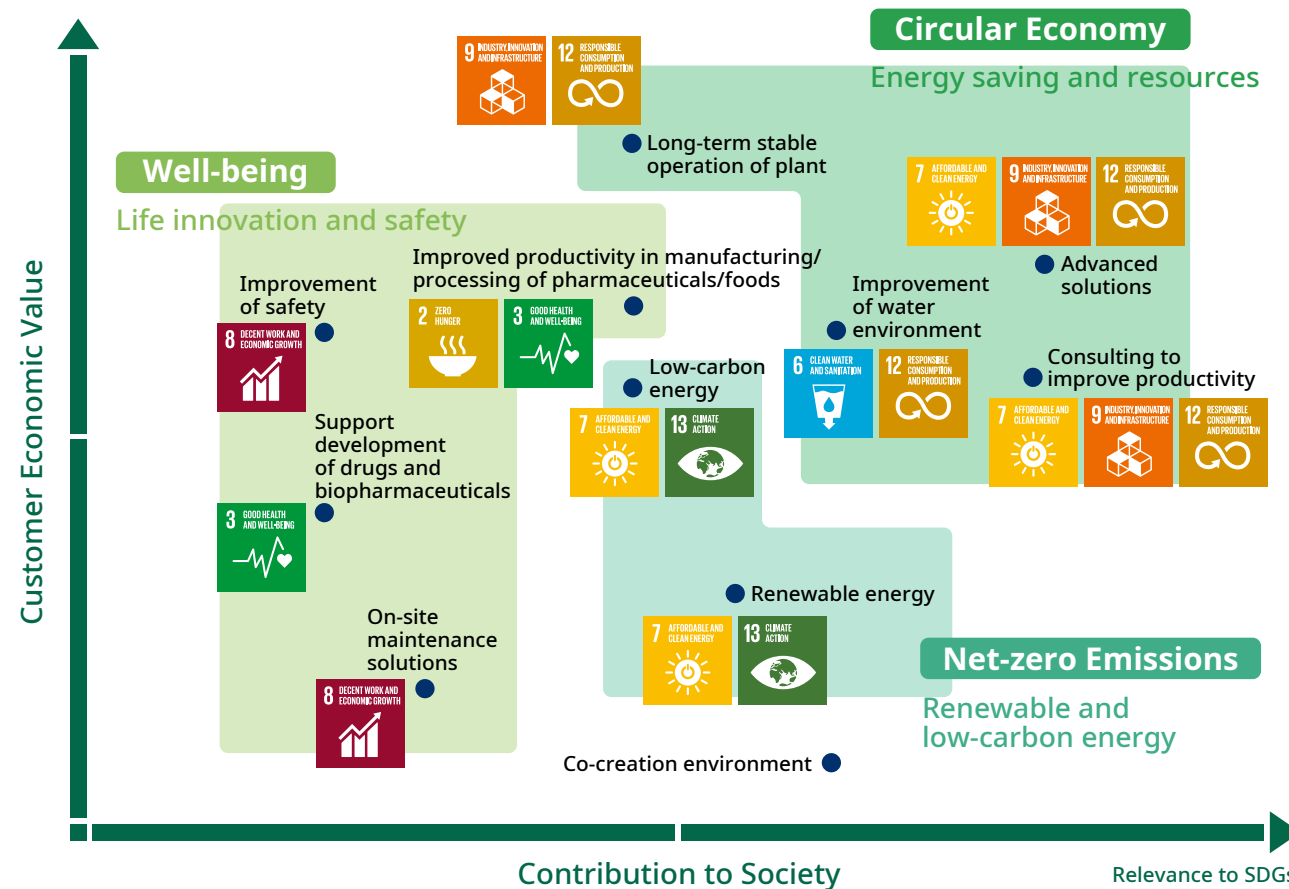 Circular Economy
Energy saving and resources
9 INDUSTRY, INNOVATION
AND INFRASTRUCTURE
12 RESPONSIBLE
CONSUMPTION
AND PRODUCTION
Long-term stable
operation of plant
Well-being
Life innovation and safety
7 AFFORDABLE AND
CLEAN ENERGY
9 INDUSTRY, INNOVATION
AND INFRASTRUCTURE
12 RESPONSIBLE
CONSUMPTION
AND PRODUCTION
Advanced
solutions
Improved productivity in manufacturing/
processing of pharmaceuticals/foods
2 ZERO
HUNGER
3 GOOD HEALTH
AND WELL-BEING
Improvement
of safety
8 DECENT WORK AND
ECONOMIC GROWTH
Improvement
of water
environment
6 CLEAN WATER
AND SANITATION
12 RESPONSIBLE
CONSUMPTION
AND PRODUCTION
Consulting to
improve productivity
7 AFFORDABLE AND
CLEAN ENERGY
9 INDUSTRY, INNOVATION
AND INFRASTRUCTURE
12 RESPONSIBLE
CONSUMPTION
AND PRODUCTION
Low-carbon
energy
7 AFFORDABLE AND
CLEAN ENERGY
13 CLIMATE
ACTION
Support
development
of drugs and
biopharmaceuticals
3 GOOD HEALTH
AND WELL-BEING
Renewable energy
7 AFFORDABLE AND
CLEAN ENERGY
13 CLIMATE
ACTION
On-site
maintenance
solutions
8 DECENT WORK AND
ECONOMIC GROWTH
Net-zero Emissions
Renewable and
low-carbon energy
Co-creation environment
Customer Economic Value
Contribution to Society
Relevance to SDGs